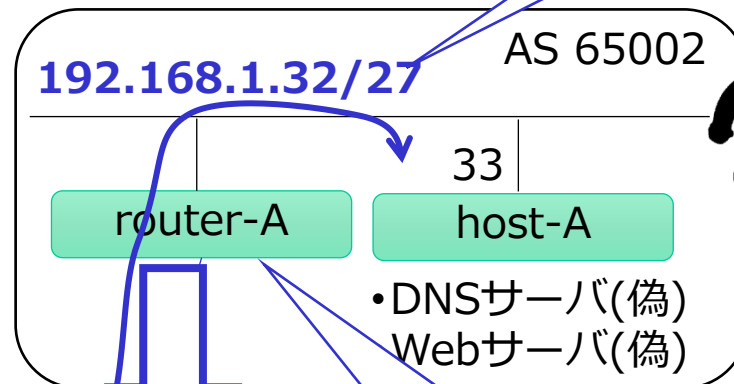 AS 65002
192.168.1.32/27
33
router-A
host-A
•DNSサーバ(偽)
Webサーバ(偽)